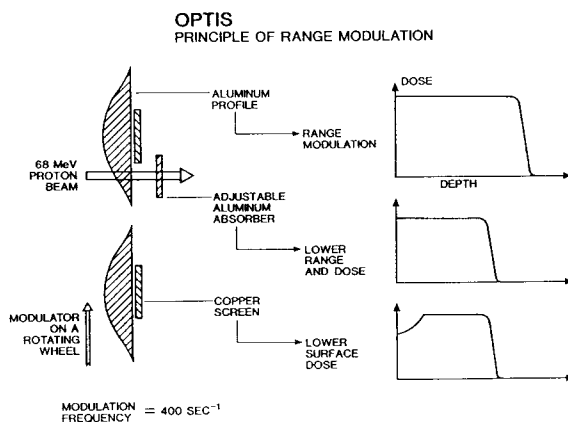 OPTIS
PRINCIPLE OF RANGE MODULATION
ALUMINUM
PROFILE
RANGE
MODULATION
68 MeV
PROTON
BEAM
ADJUSTABLE
ALUMINUM
ABSORBER
LOWER
RANGE
AND DOSE
COPPER
SCREEN
LOWER
SURFACE
DOSE
MODULATOR
ON A
ROTATING
WHEEL
DOSE
DEPTH
MODULATION
FREQUENCY = 400 SEC⁻¹